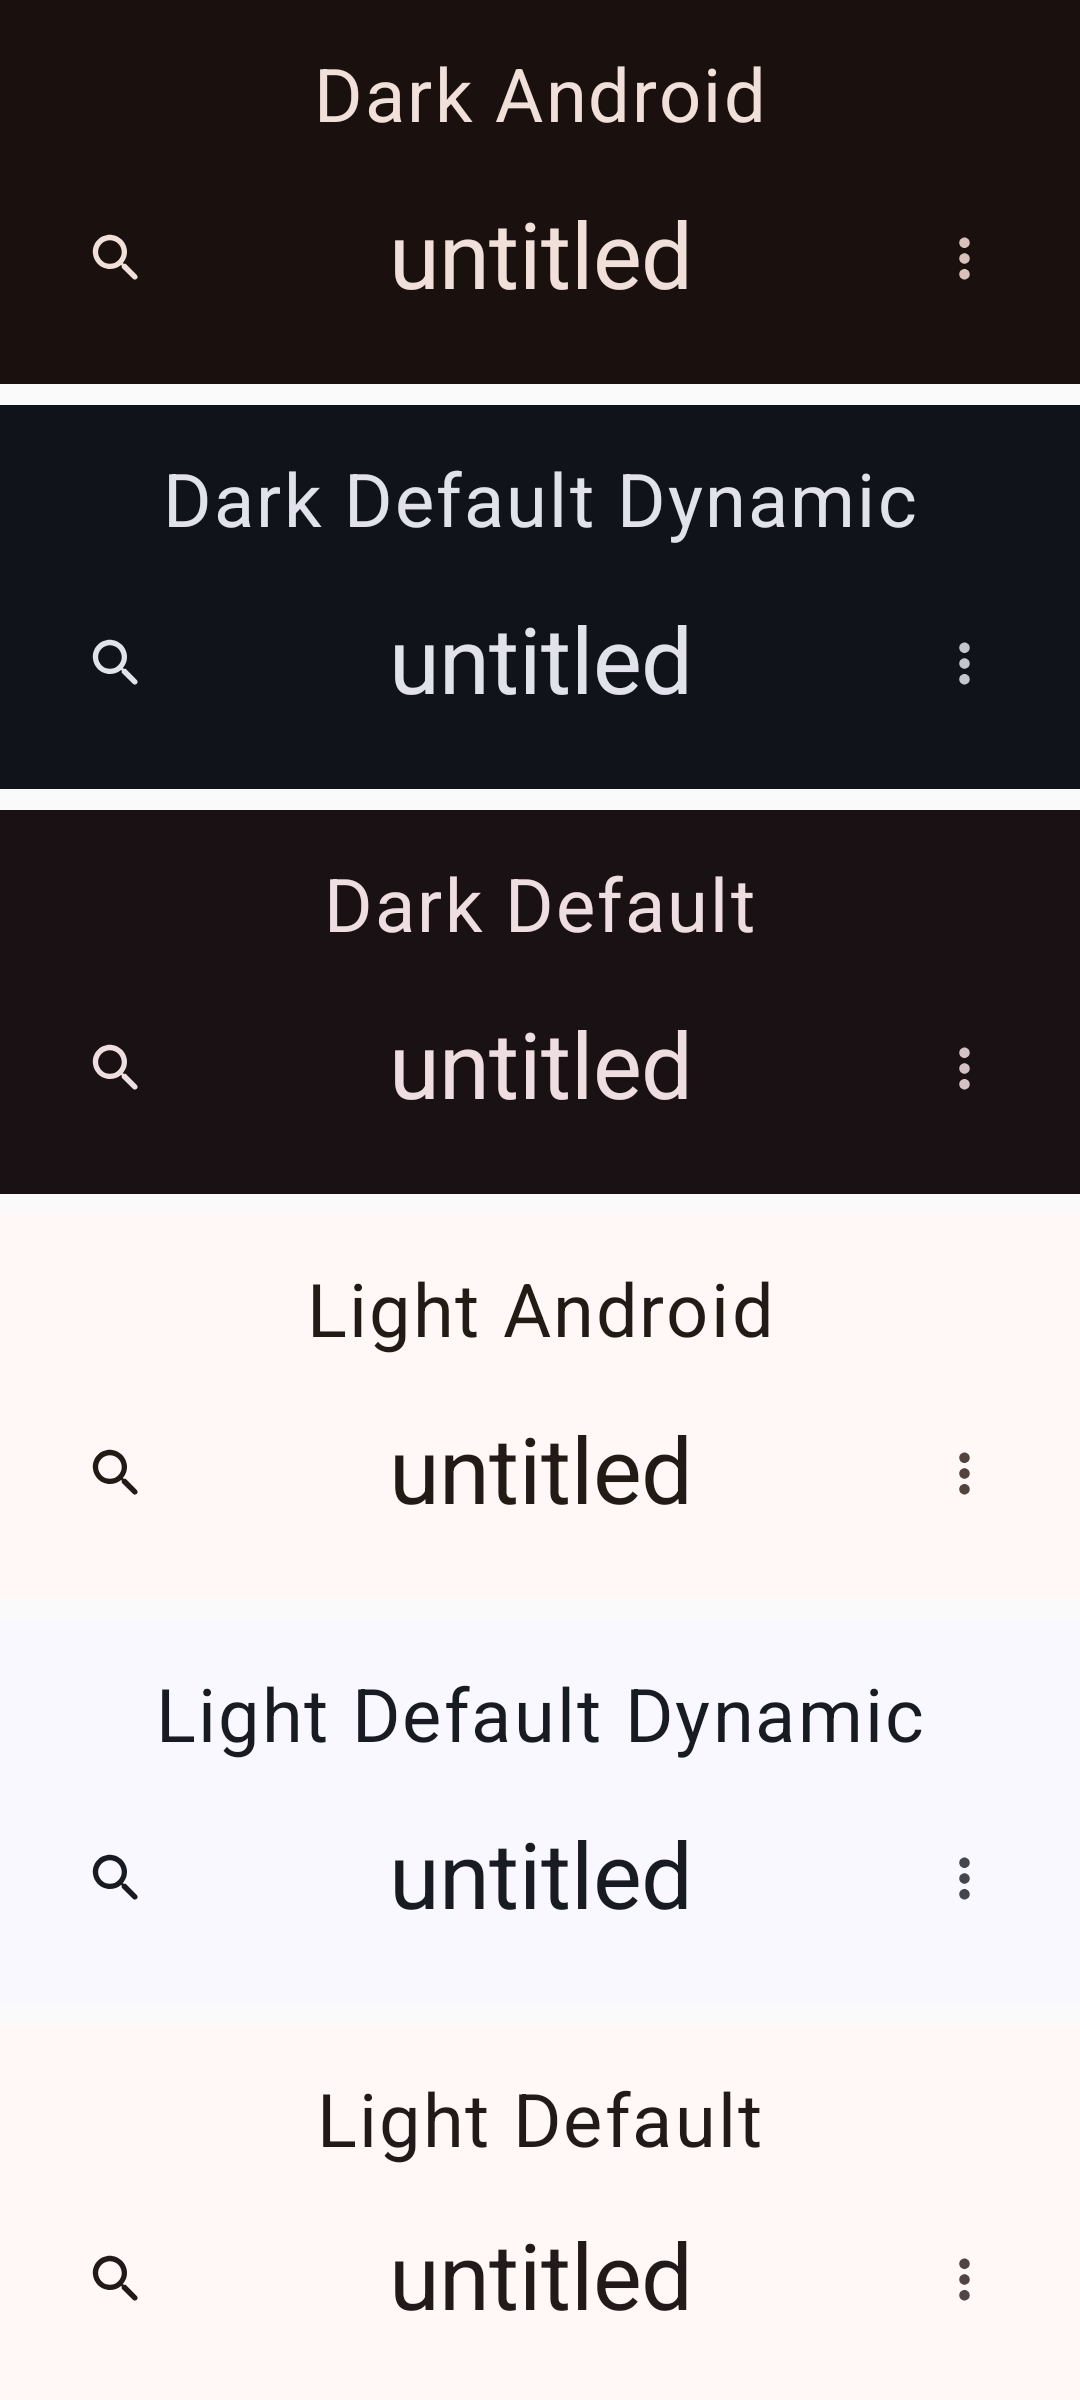 Dark Android
untitled
Dark Default Dynamic
untitled
Dark Default
untitled
Light Android
untitled
Light Default Dynamic
untitled
Light Default
untitled